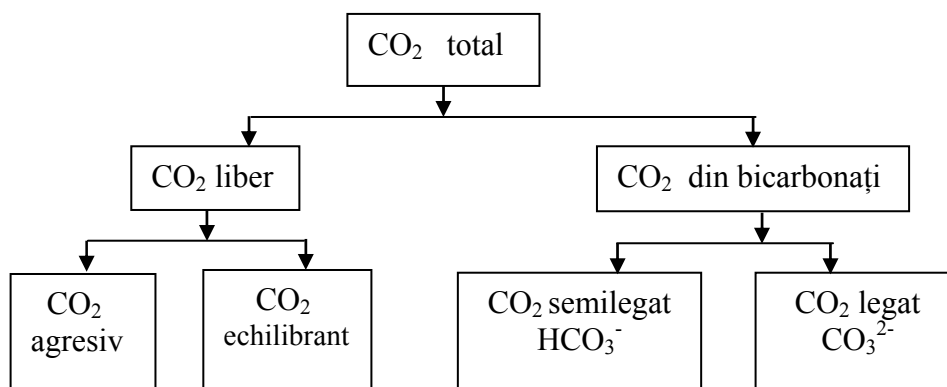 CO₂ total
CO₂ liber
CO₂ din bicarbonați
CO₂
agresiv
CO₂
echilibrant
CO₂ semilegat
HCO₃⁻
CO₂ legat
CO₃²⁻